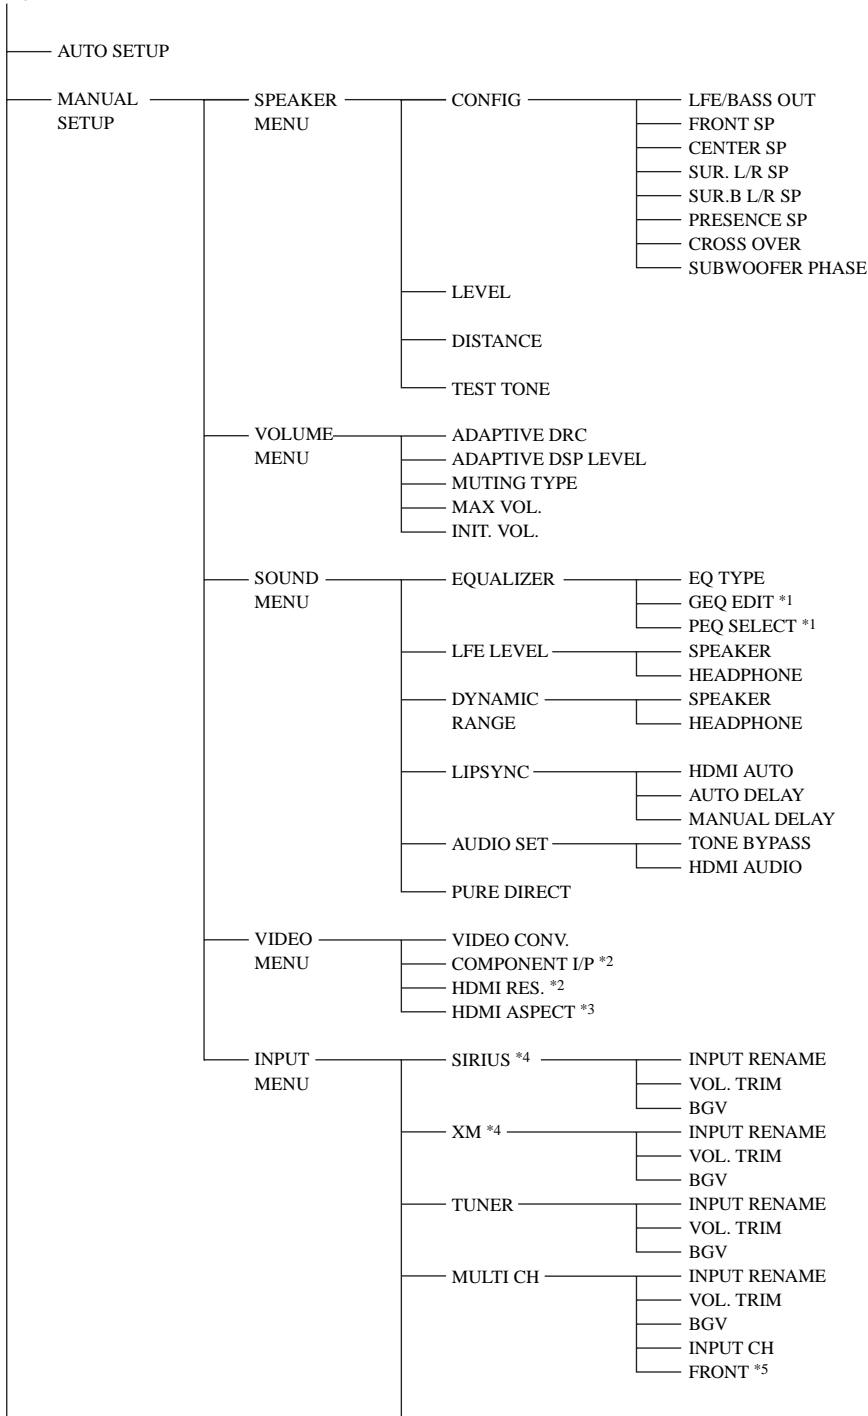 AUTO SETUP
MANUAL SPEAKER CONFIG LFE/BASS OUT
SETUP MENU FRONT SP
CENTER SP
SUR. L/R SP
SUR.B L/R SP
PRESENCE SP
CROSS OVER
SUBWOOFER PHASE
LEVEL
DISTANCE
TEST TONE
VOLUME ADAPTIVE DRC
MENU ADAPTIVE DSP LEVEL
MUTING TYPE
MAX VOL.
INIT. VOL.
SOUND EQUALIZER EQ TYPE
MENU GEQ EDIT *1
PEQ SELECT *1
LFE LEVEL SPEAKER
HEADPHONE
DYNAMIC SPEAKER
RANGE HEADPHONE
LIPSYNC HDMI AUTO
AUTO DELAY
MANUAL DELAY
AUDIO SET TONE BYPASS
HDMI AUDIO
PURE DIRECT
VIDEO VIDEO CONV.
MENU COMPONENT I/P *2
HDMI RES. *2
HDMI ASPECT *3
INPUT SIRIUS *4 INPUT RENAME
MENU VOL. TRIM
BGV
XM *4 INPUT RENAME
VOL. TRIM
BGV
TUNER INPUT RENAME
VOL. TRIM
BGV
MULTI CH INPUT RENAME
VOL. TRIM
BGV
INPUT CH
FRONT *5